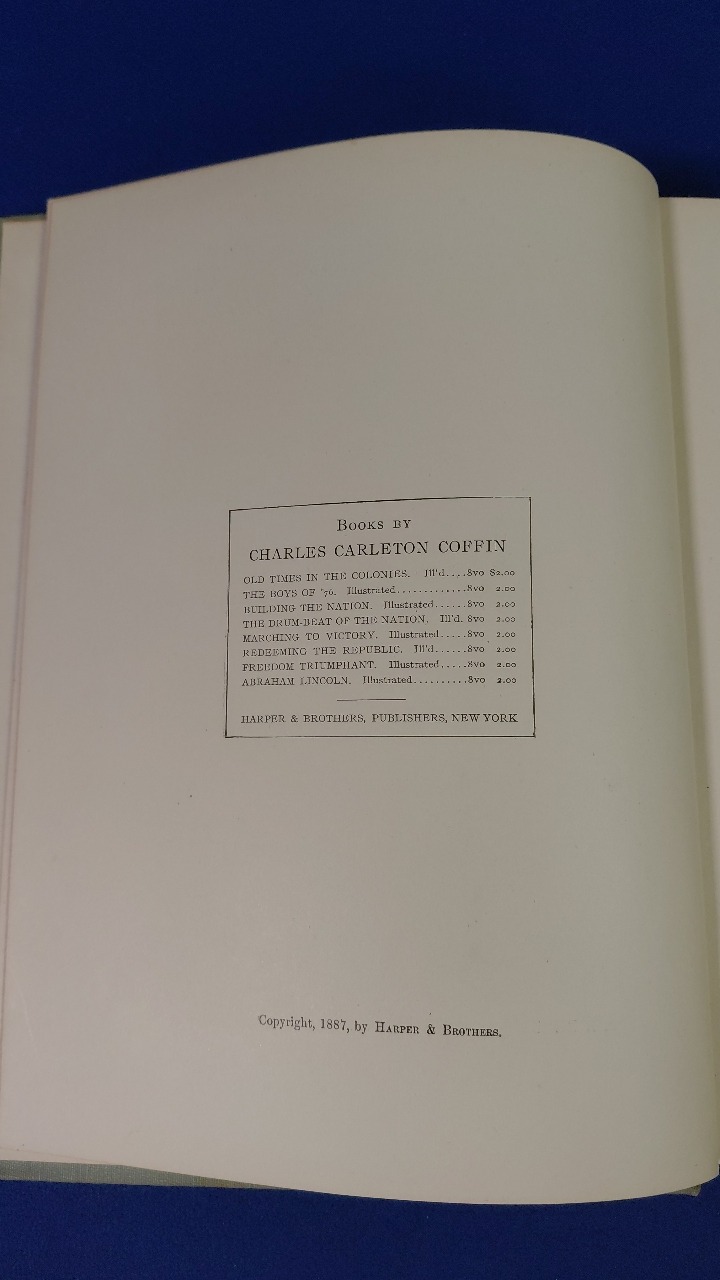 BOOKS BY
CHARLES CARLETON COFFIN
OLD TIMES IN THE COLONIES. Ill'd....8vo $2.00
THE BOYS OF '76. Illustrated.............8vo 2.00
BUILDING THE NATION. Illustrated......8vo 2.00
THE DRUM-BEAT OF THE NATION. Ill'd. 8vo 2.00
MARCHING TO VICTORY. Illustrated.....8vo 2.00
REDEEMING THE REPUBLIC. Ill'd......8vo 2.00
FREEDOM TRIUMPHANT. Illustrated.....8vo 2.00
ABRAHAM LINCOLN. Illustrated..........8vo 2.00
HARPER & BROTHERS, PUBLISHERS, NEW YORK
Copyright, 1887, by HARPER & BROTHERS.